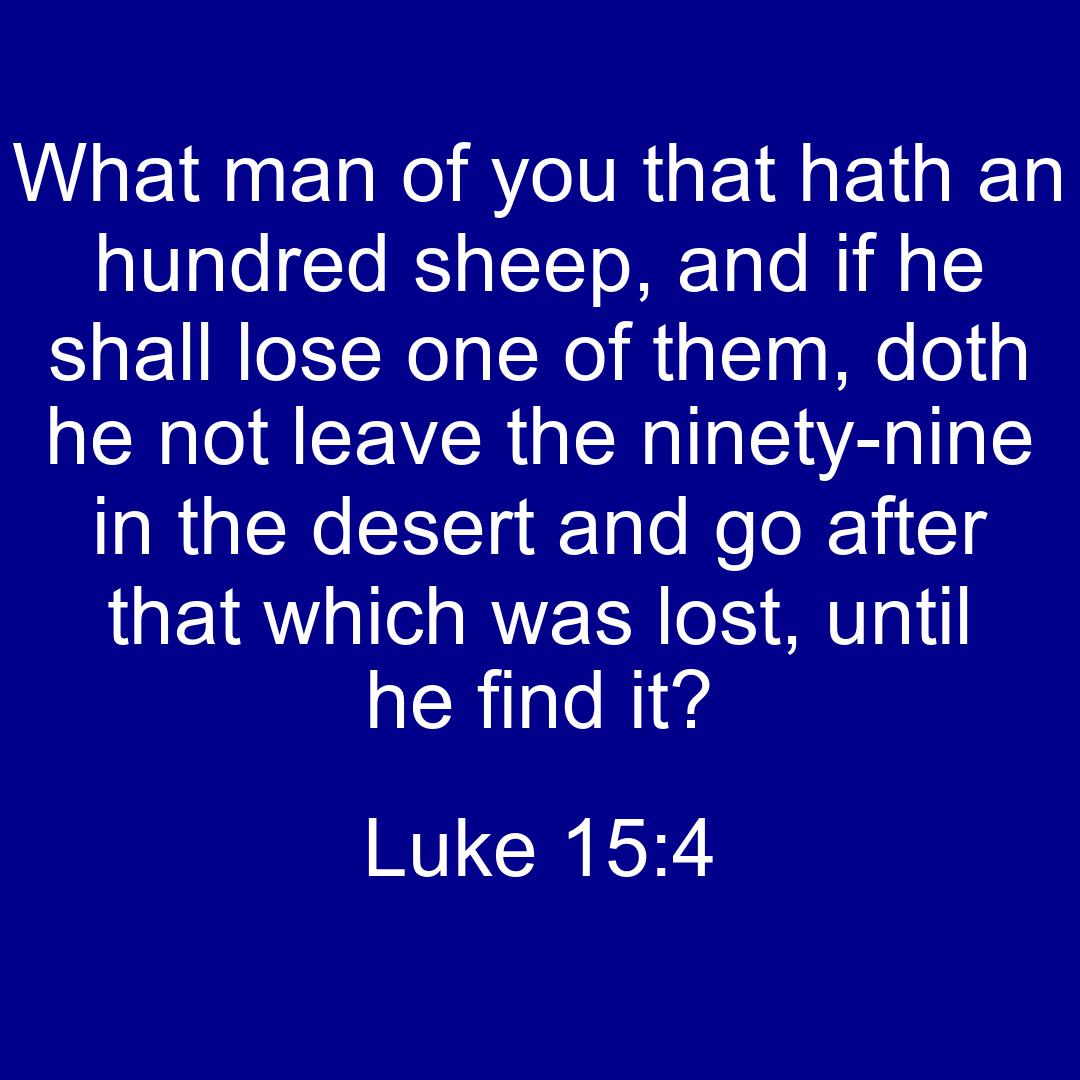 What man of you that hath an
hundred sheep, and if he
shall lose one of them, doth
he not leave the ninety-nine
in the desert and go after
that which was lost, until
he find it?
Luke 15:4